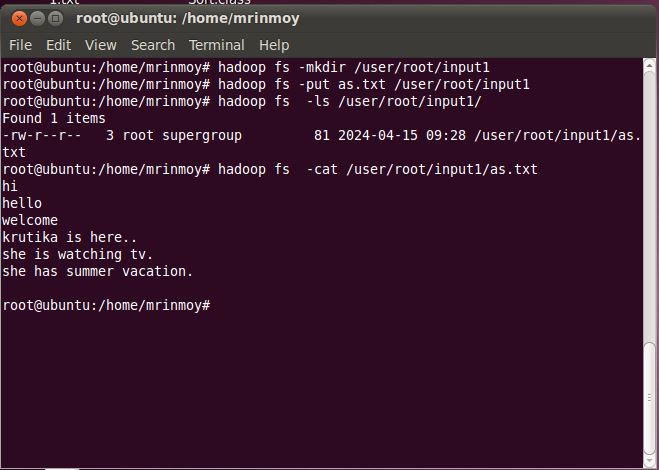 1.txt Sort.class
root@ubuntu: /home/mrinmoy
File Edit View Search Terminal Help
root@ubuntu:/home/mrinmoy# hadoop fs -mkdir /user/root/input1
root@ubuntu:/home/mrinmoy# hadoop fs -put as.txt /user/root/input1
root@ubuntu:/home/mrinmoy# hadoop fs  -ls /user/root/input1/
Found 1 items
-rw-r--r--   3 root supergroup         81 2024-04-15 09:28 /user/root/input1/as.
txt
root@ubuntu:/home/mrinmoy# hadoop fs  -cat /user/root/input1/as.txt
hi
hello
welcome
krutika is here..
she is watching tv.
she has summer vacation.
root@ubuntu:/home/mrinmoy#